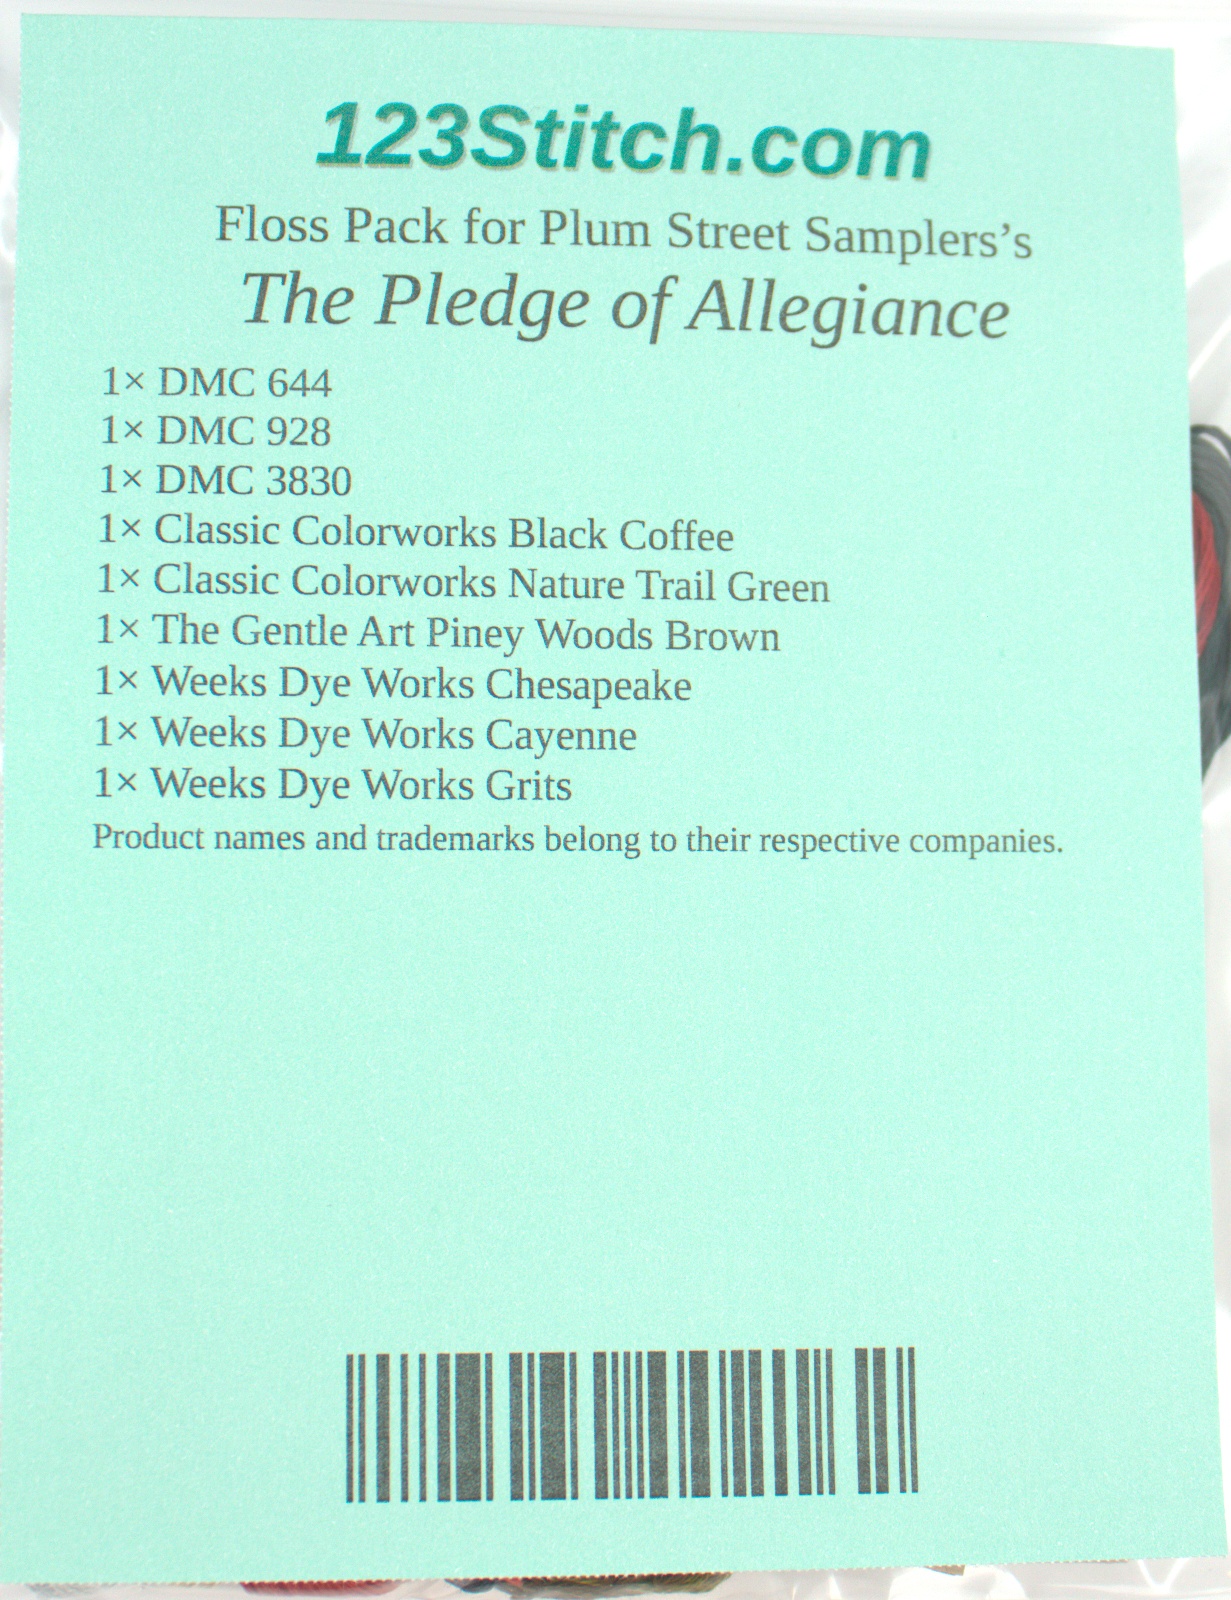 123Stitch.com
Floss Pack for Plum Street Samplers’s
The Pledge of Allegiance
1× DMC 644
1× DMC 928
1× DMC 3830
1× Classic Colorworks Black Coffee
1× Classic Colorworks Nature Trail Green
1× The Gentle Art Piney Woods Brown
1× Weeks Dye Works Chesapeake
1× Weeks Dye Works Cayenne
1× Weeks Dye Works Grits
Product names and trademarks belong to their respective companies.